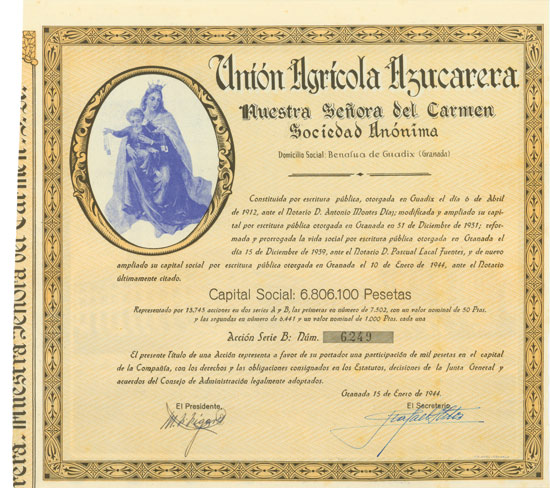 Unión Agrícola Azucarera
Nuestra Señora del Carmen
Sociedad Anónima
Domicilio Social: Benalua de Guadix (Granada)
Constituida por escritura pública, otorgada en Guadix el día 6 de Abril
de 1912, ante el Notario D. Antonio Montes Díaz; modificada y ampliado su capi-
tal por escritura pública otorgada en Granada en 31 de Diciembre de 1931; refor-
mada y prorrogada la vida social por escritura pública otorgada en Granada el
día 15 de Diciembre de 1939, ante el Notario D. Pascual Lacal Fuentes, y de nuevo
ampliado su capital social por escritura pública otorgada en Granada el 10 de Enero de 1944, ante el Notario
últimamente citado.
Capital Social: 6.806.100 Pesetas
Representado por 13.743 acciones en dos series A y B, las primeras en número de 7.302, con un valor nominal de 50 Ptas.
y las segundas en número de 6.441 y un valor nominal de 1.000 Ptas. cada una
Acción Serie B: Núm. 6249
El presente Título de una Acción representa a favor de su portador una participación de mil pesetas en el capital
de la Compañía, con los derechos y las obligaciones consignados en los Estatutos, decisiones de la Junta General y
acuerdos del Consejo de Administración legalmente adoptados.
Granada 15 de Enero de 1944.
El Presidente,
El Secretario,
rera. Nuestra Señora del Carmen